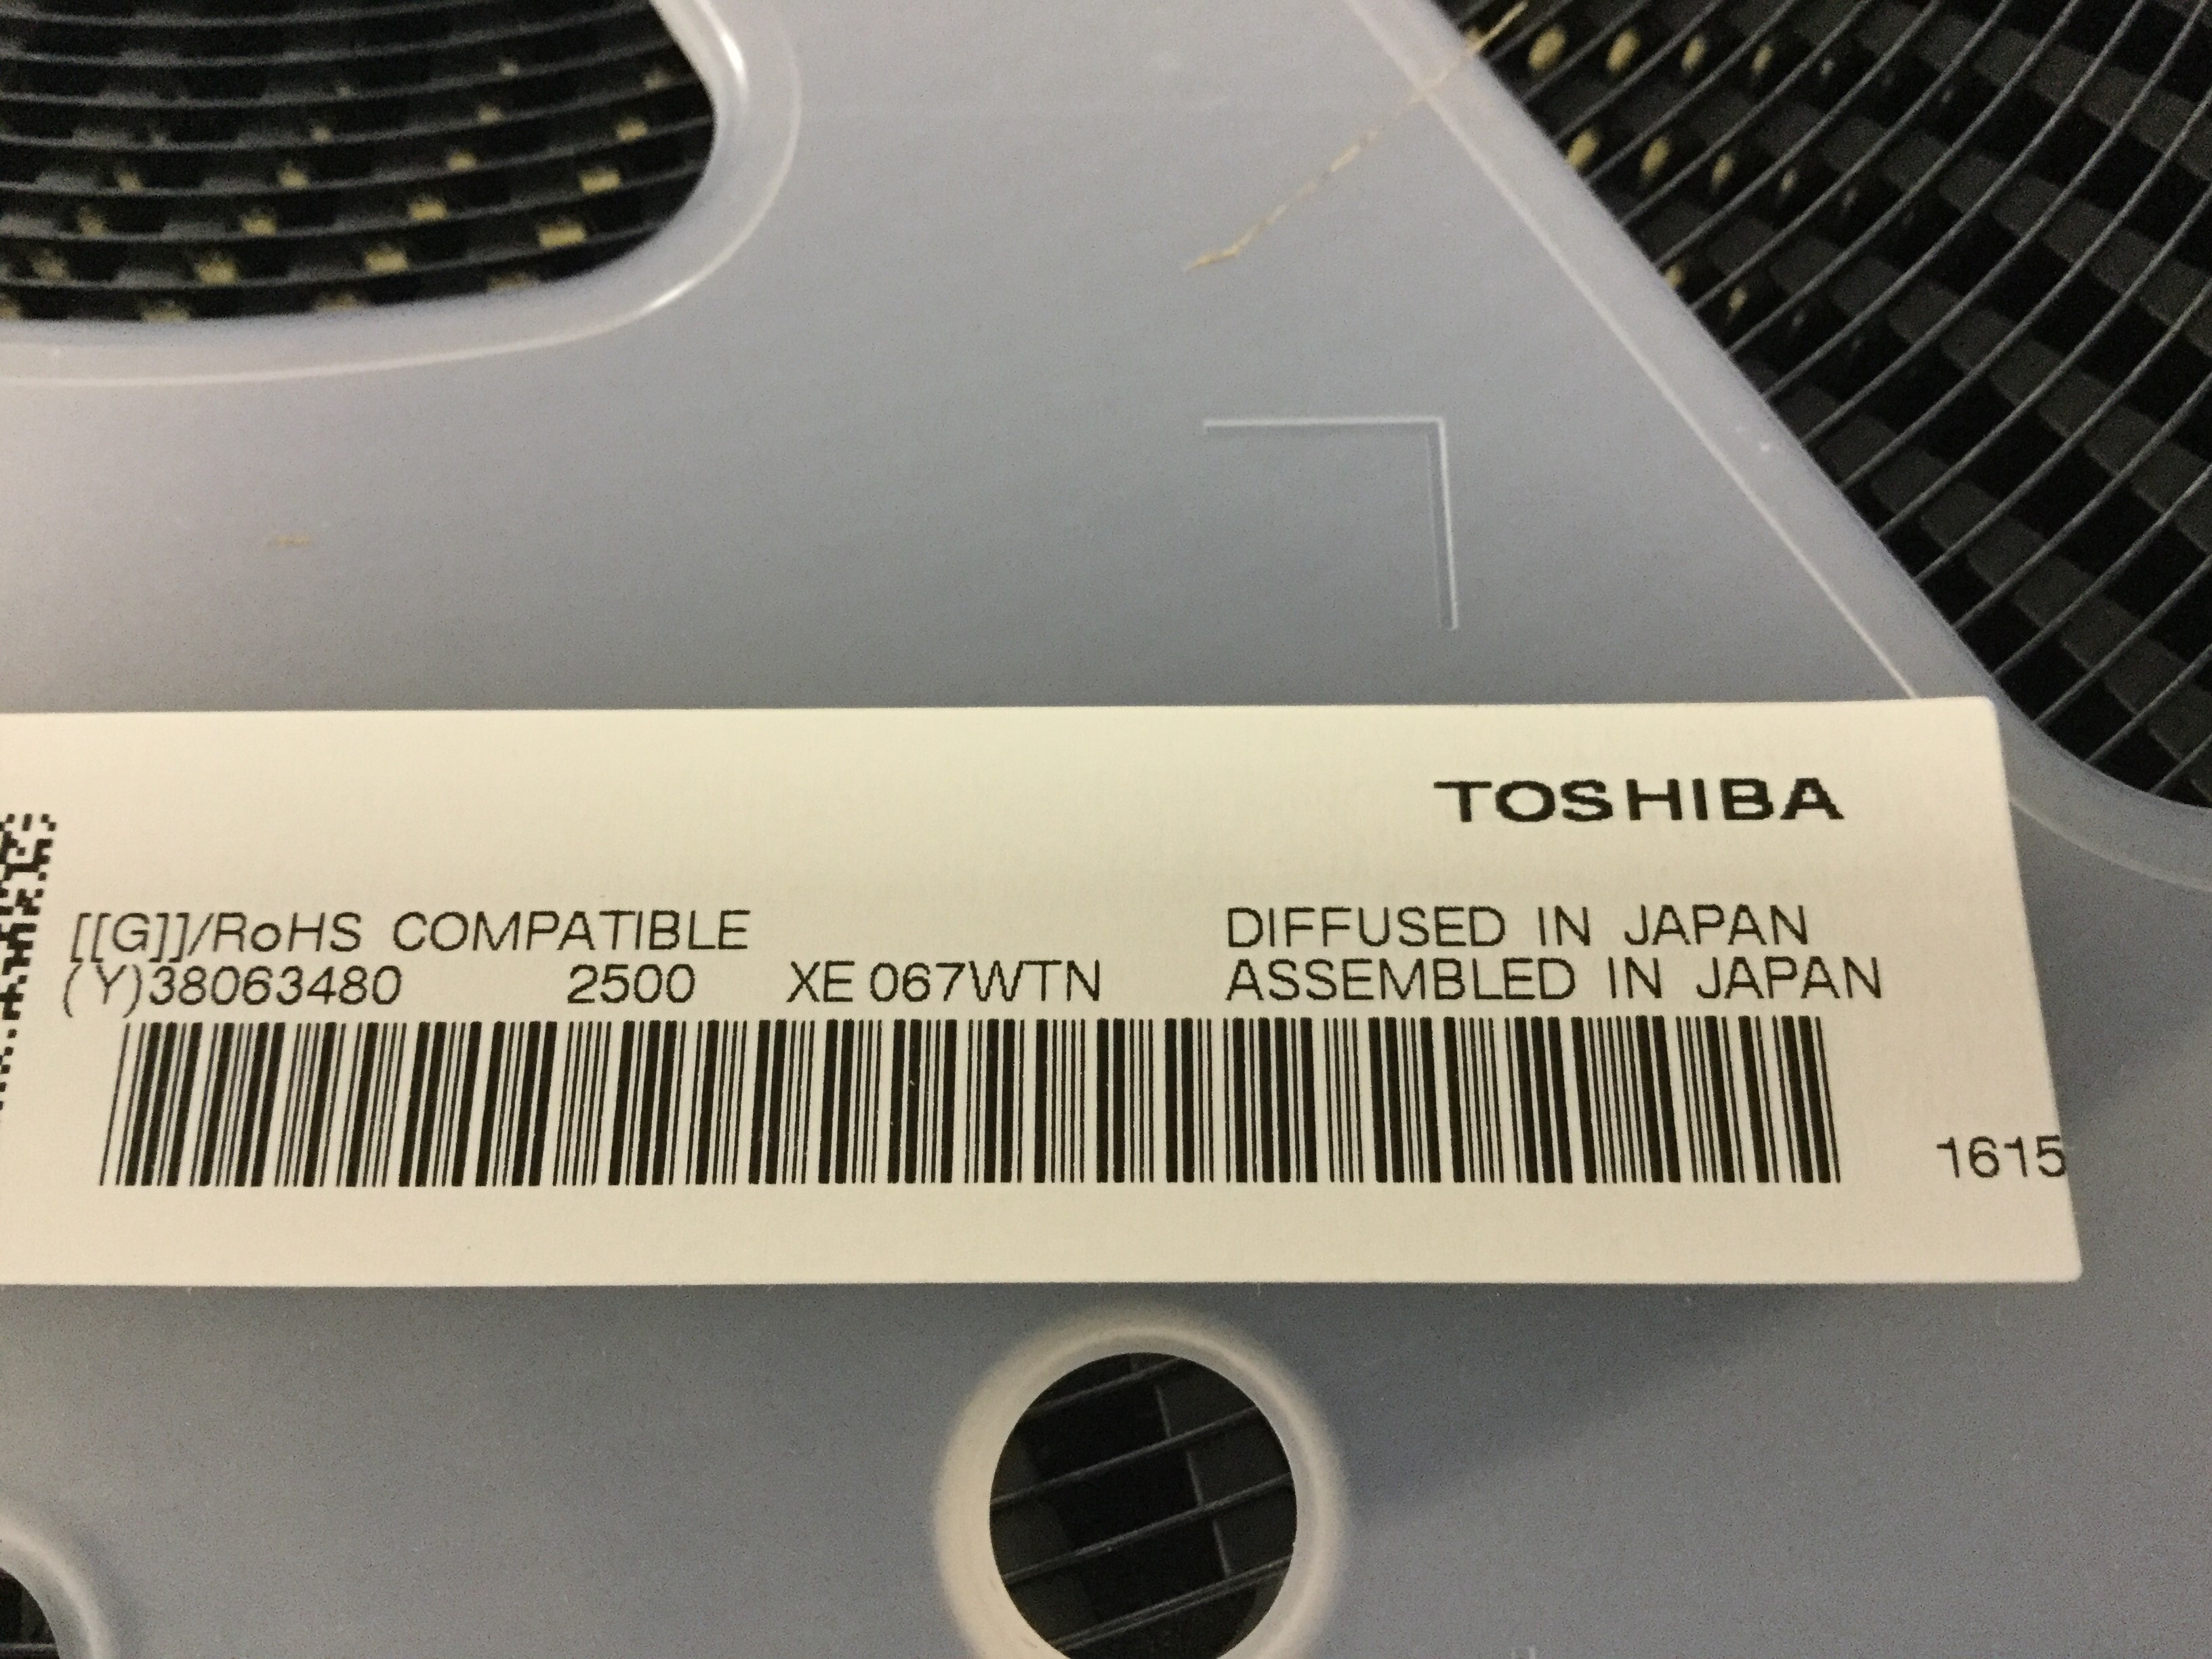 TOSHIBA
[[G]]/RoHS COMPATIBLE
DIFFUSED IN JAPAN
(Y)38063480 2500 XE 067WTN
ASSEMBLED IN JAPAN
1615